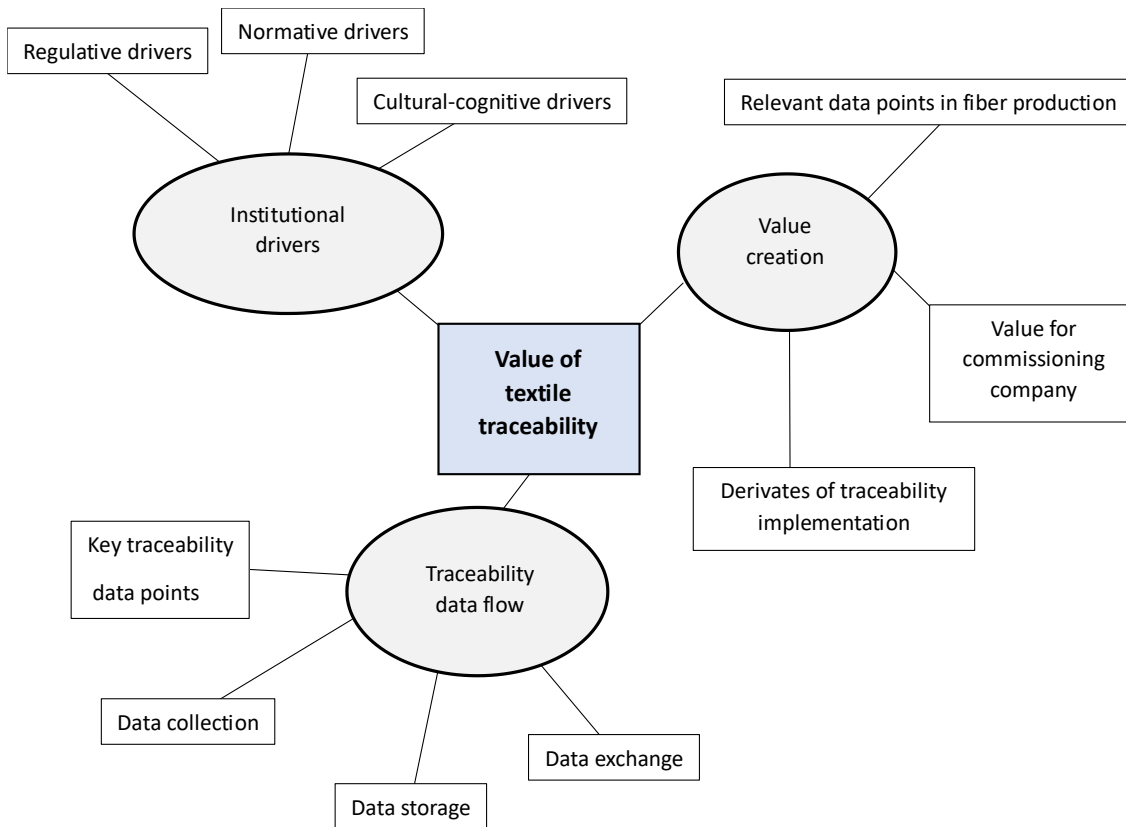 Normative drivers
Regulative drivers
Cultural-cognitive drivers
Relevant data points in fiber production
Institutional
drivers
Value
creation
Value for
commissioning
company
Value of
textile
traceability
Derivates of traceability
implementation
Key traceability
data points
Traceability
data flow
Data collection
Data exchange
Data storage